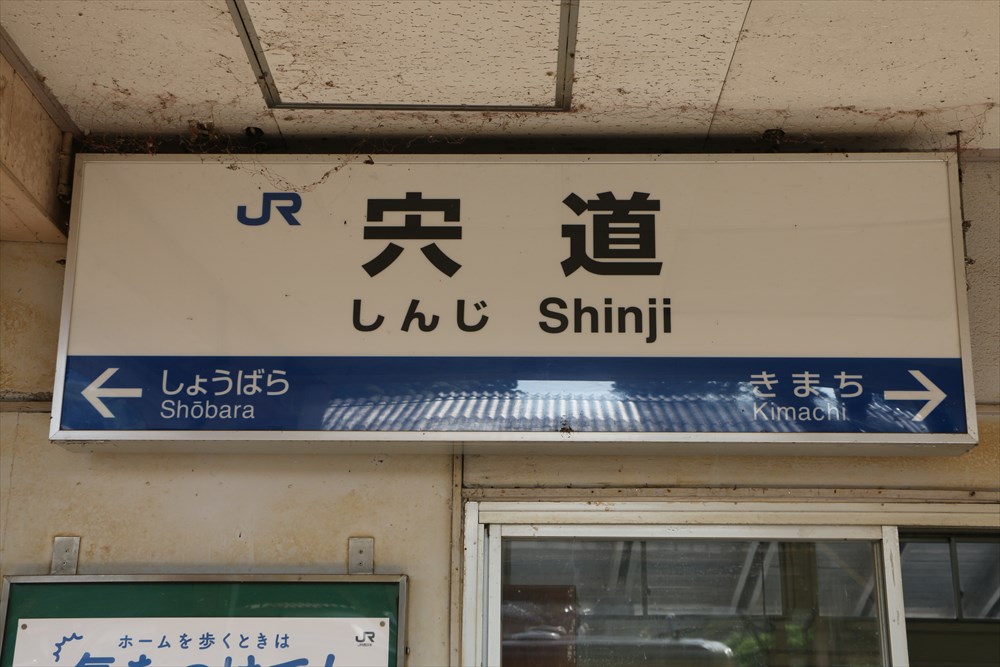 JR 宍道
しんじ Shinji
← しょうばら きまち →
Shōbara Kimachi
ホームを歩くときは JR